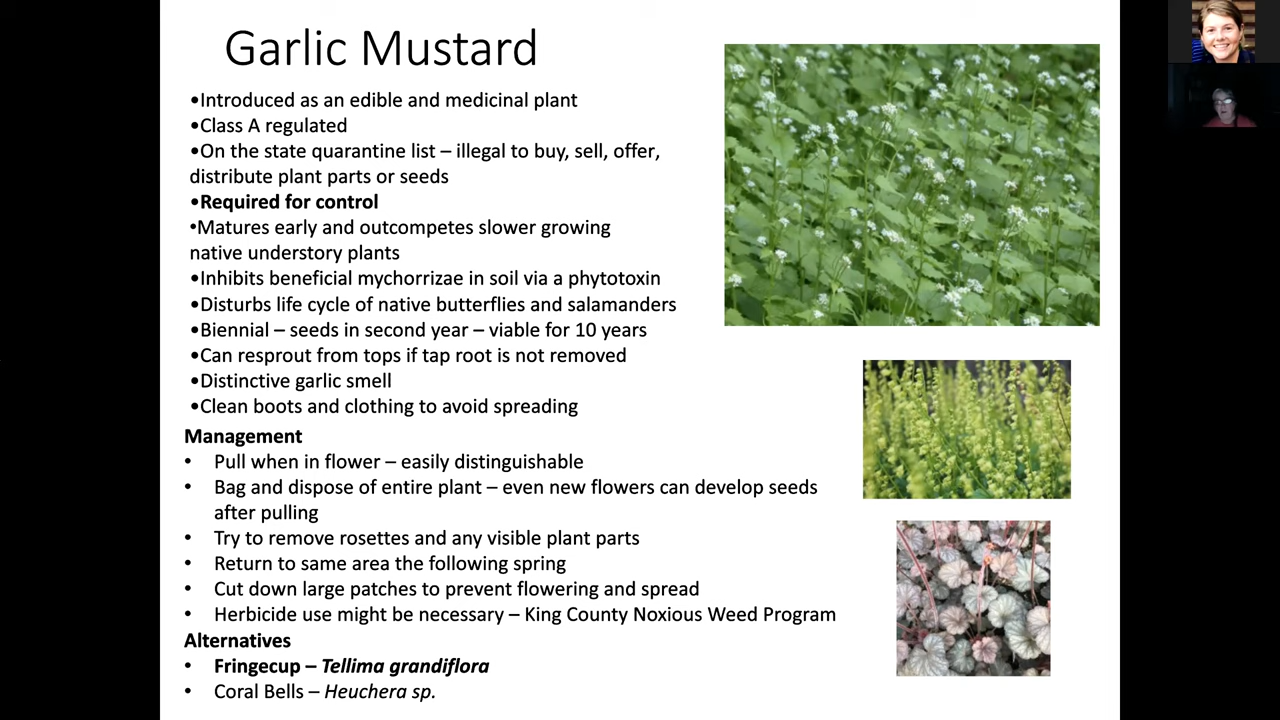 Garlic Mustard
•Introduced as an edible and medicinal plant
•Class A regulated
•On the state quarantine list – illegal to buy, sell, offer,
distribute plant parts or seeds
•Required for control
•Matures early and outcompetes slower growing
native understory plants
•Inhibits beneficial mychorrizae in soil via a phytotoxin
•Disturbs life cycle of native butterflies and salamanders
•Biennial – seeds in second year – viable for 10 years
•Can resprout from tops if tap root is not removed
•Distinctive garlic smell
•Clean boots and clothing to avoid spreading
Management
• Pull when in flower – easily distinguishable
• Bag and dispose of entire plant – even new flowers can develop seeds
after pulling
• Try to remove rosettes and any visible plant parts
• Return to same area the following spring
• Cut down large patches to prevent flowering and spread
• Herbicide use might be necessary – King County Noxious Weed Program
Alternatives
• Fringecup – Tellima grandiflora
• Coral Bells – Heuchera sp.